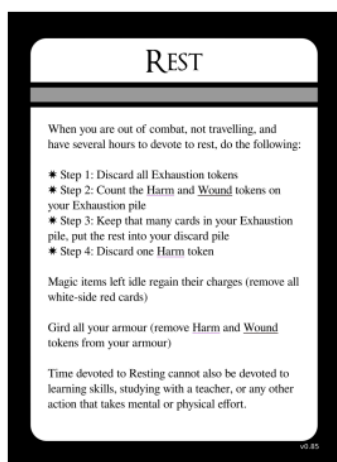 REST
When you are out of combat, not travelling, and
have several hours to devote to rest, do the following:
✷ Step 1: Discard all Exhaustion tokens
✷ Step 2: Count the Harm and Wound tokens on
your Exhaustion pile
✷ Step 3: Keep that many cards in your Exhaustion
pile, put the rest into your discard pile
✷ Step 4: Discard one Harm token
Magic items left idle regain their charges (remove all
white-side red cards)
Gird all your armour (remove Harm and Wound
tokens from your armour)
Time devoted to Resting cannot also be devoted to
learning skills, studying with a teacher, or any other
action that takes mental or physical effort.
v0.85